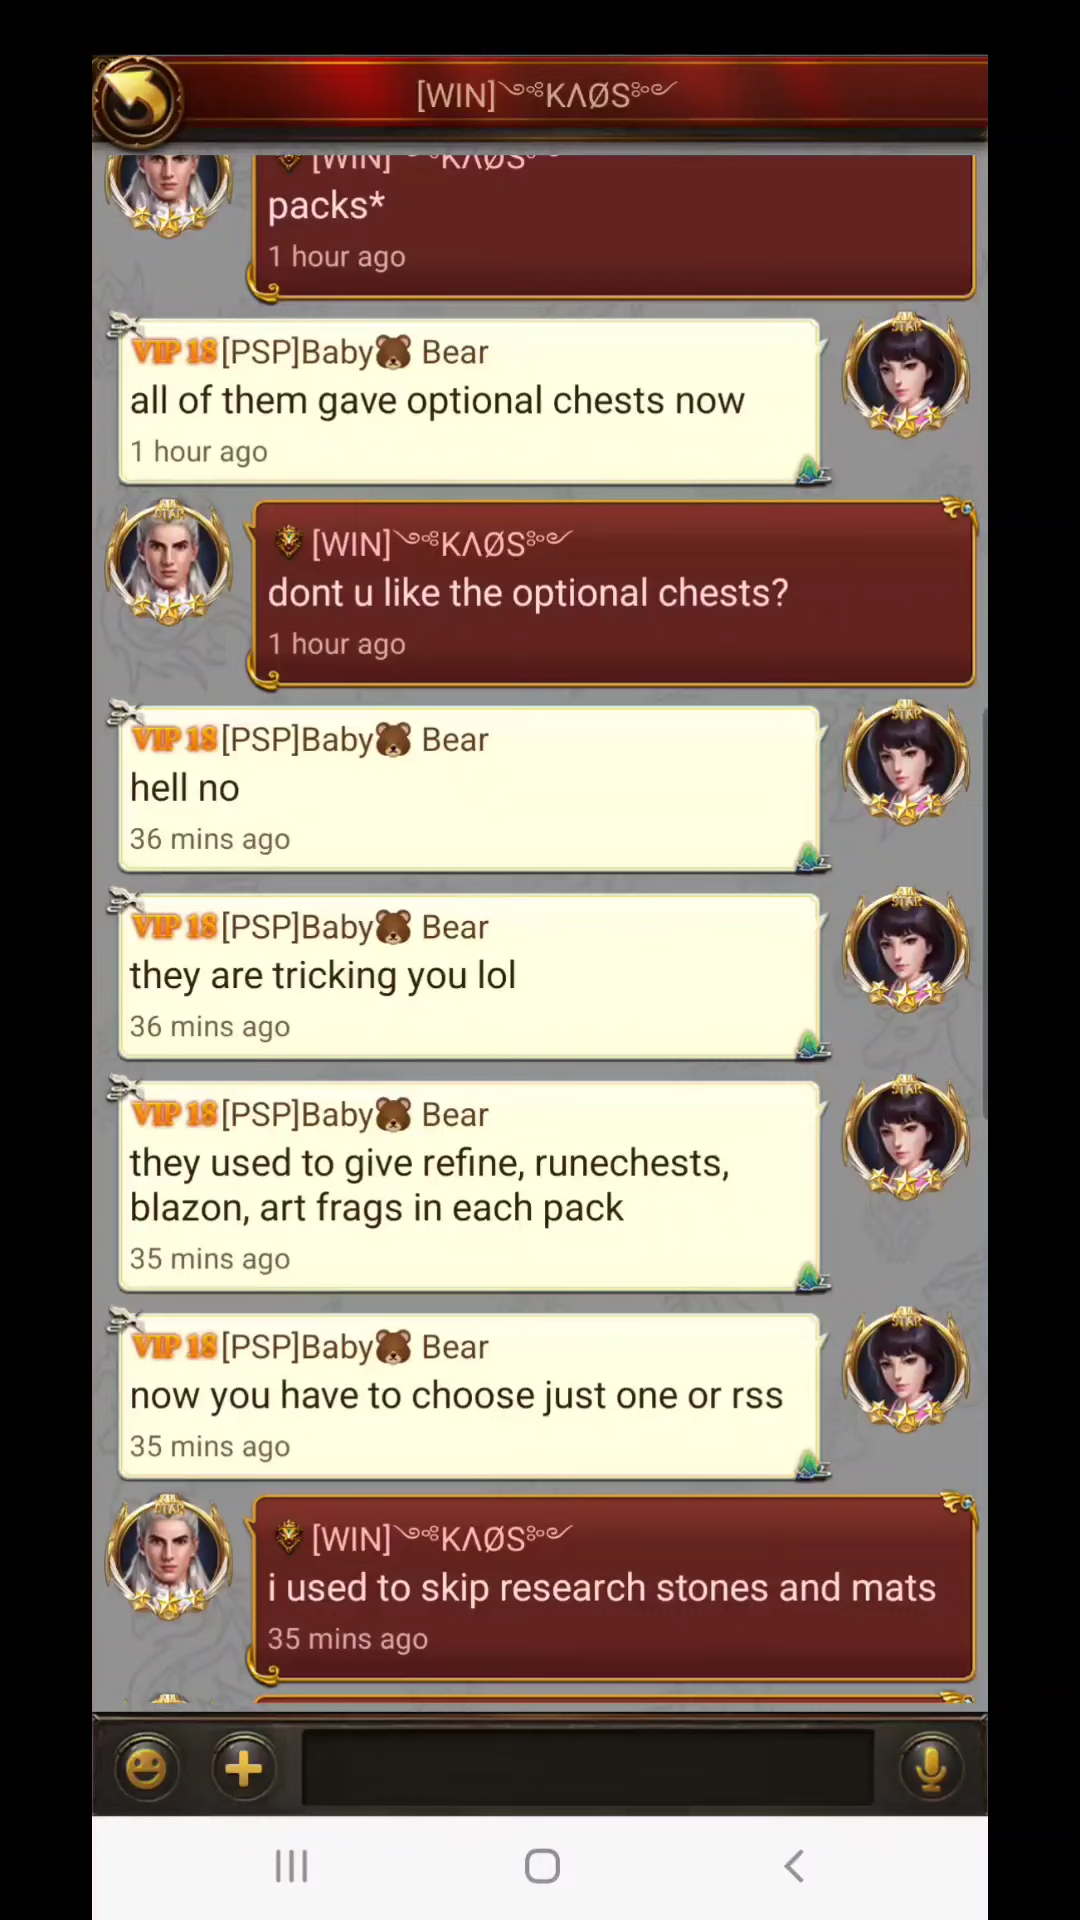 [WIN]༺KΛØS༻
[WIN] KΛØS
packs*
1 hour ago
VIP 18 [PSP]Baby🐻 Bear
all of them gave optional chests now
1 hour ago
[WIN]༺KΛØS༻
dont u like the optional chests?
1 hour ago
VIP 18 [PSP]Baby🐻 Bear
hell no
36 mins ago
VIP 18 [PSP]Baby🐻 Bear
they are tricking you lol
36 mins ago
VIP 18 [PSP]Baby🐻 Bear
they used to give refine, runechests,
blazon, art frags in each pack
35 mins ago
VIP 18 [PSP]Baby🐻 Bear
now you have to choose just one or rss
35 mins ago
[WIN]༺KΛØS༻
i used to skip research stones and mats
35 mins ago